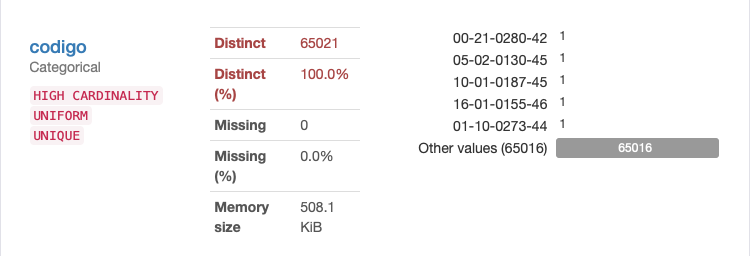 codigo
Categorical
HIGH CARDINALITY
UNIFORM
UNIQUE
Distinct 65021
Distinct (%) 100.0%
Missing 0
Missing (%) 0.0%
Memory size 508.1 KiB
00-21-0280-42 1
05-02-0130-45 1
10-01-0187-45 1
16-01-0155-46 1
01-10-0273-44 1
Other values (65016) 65016